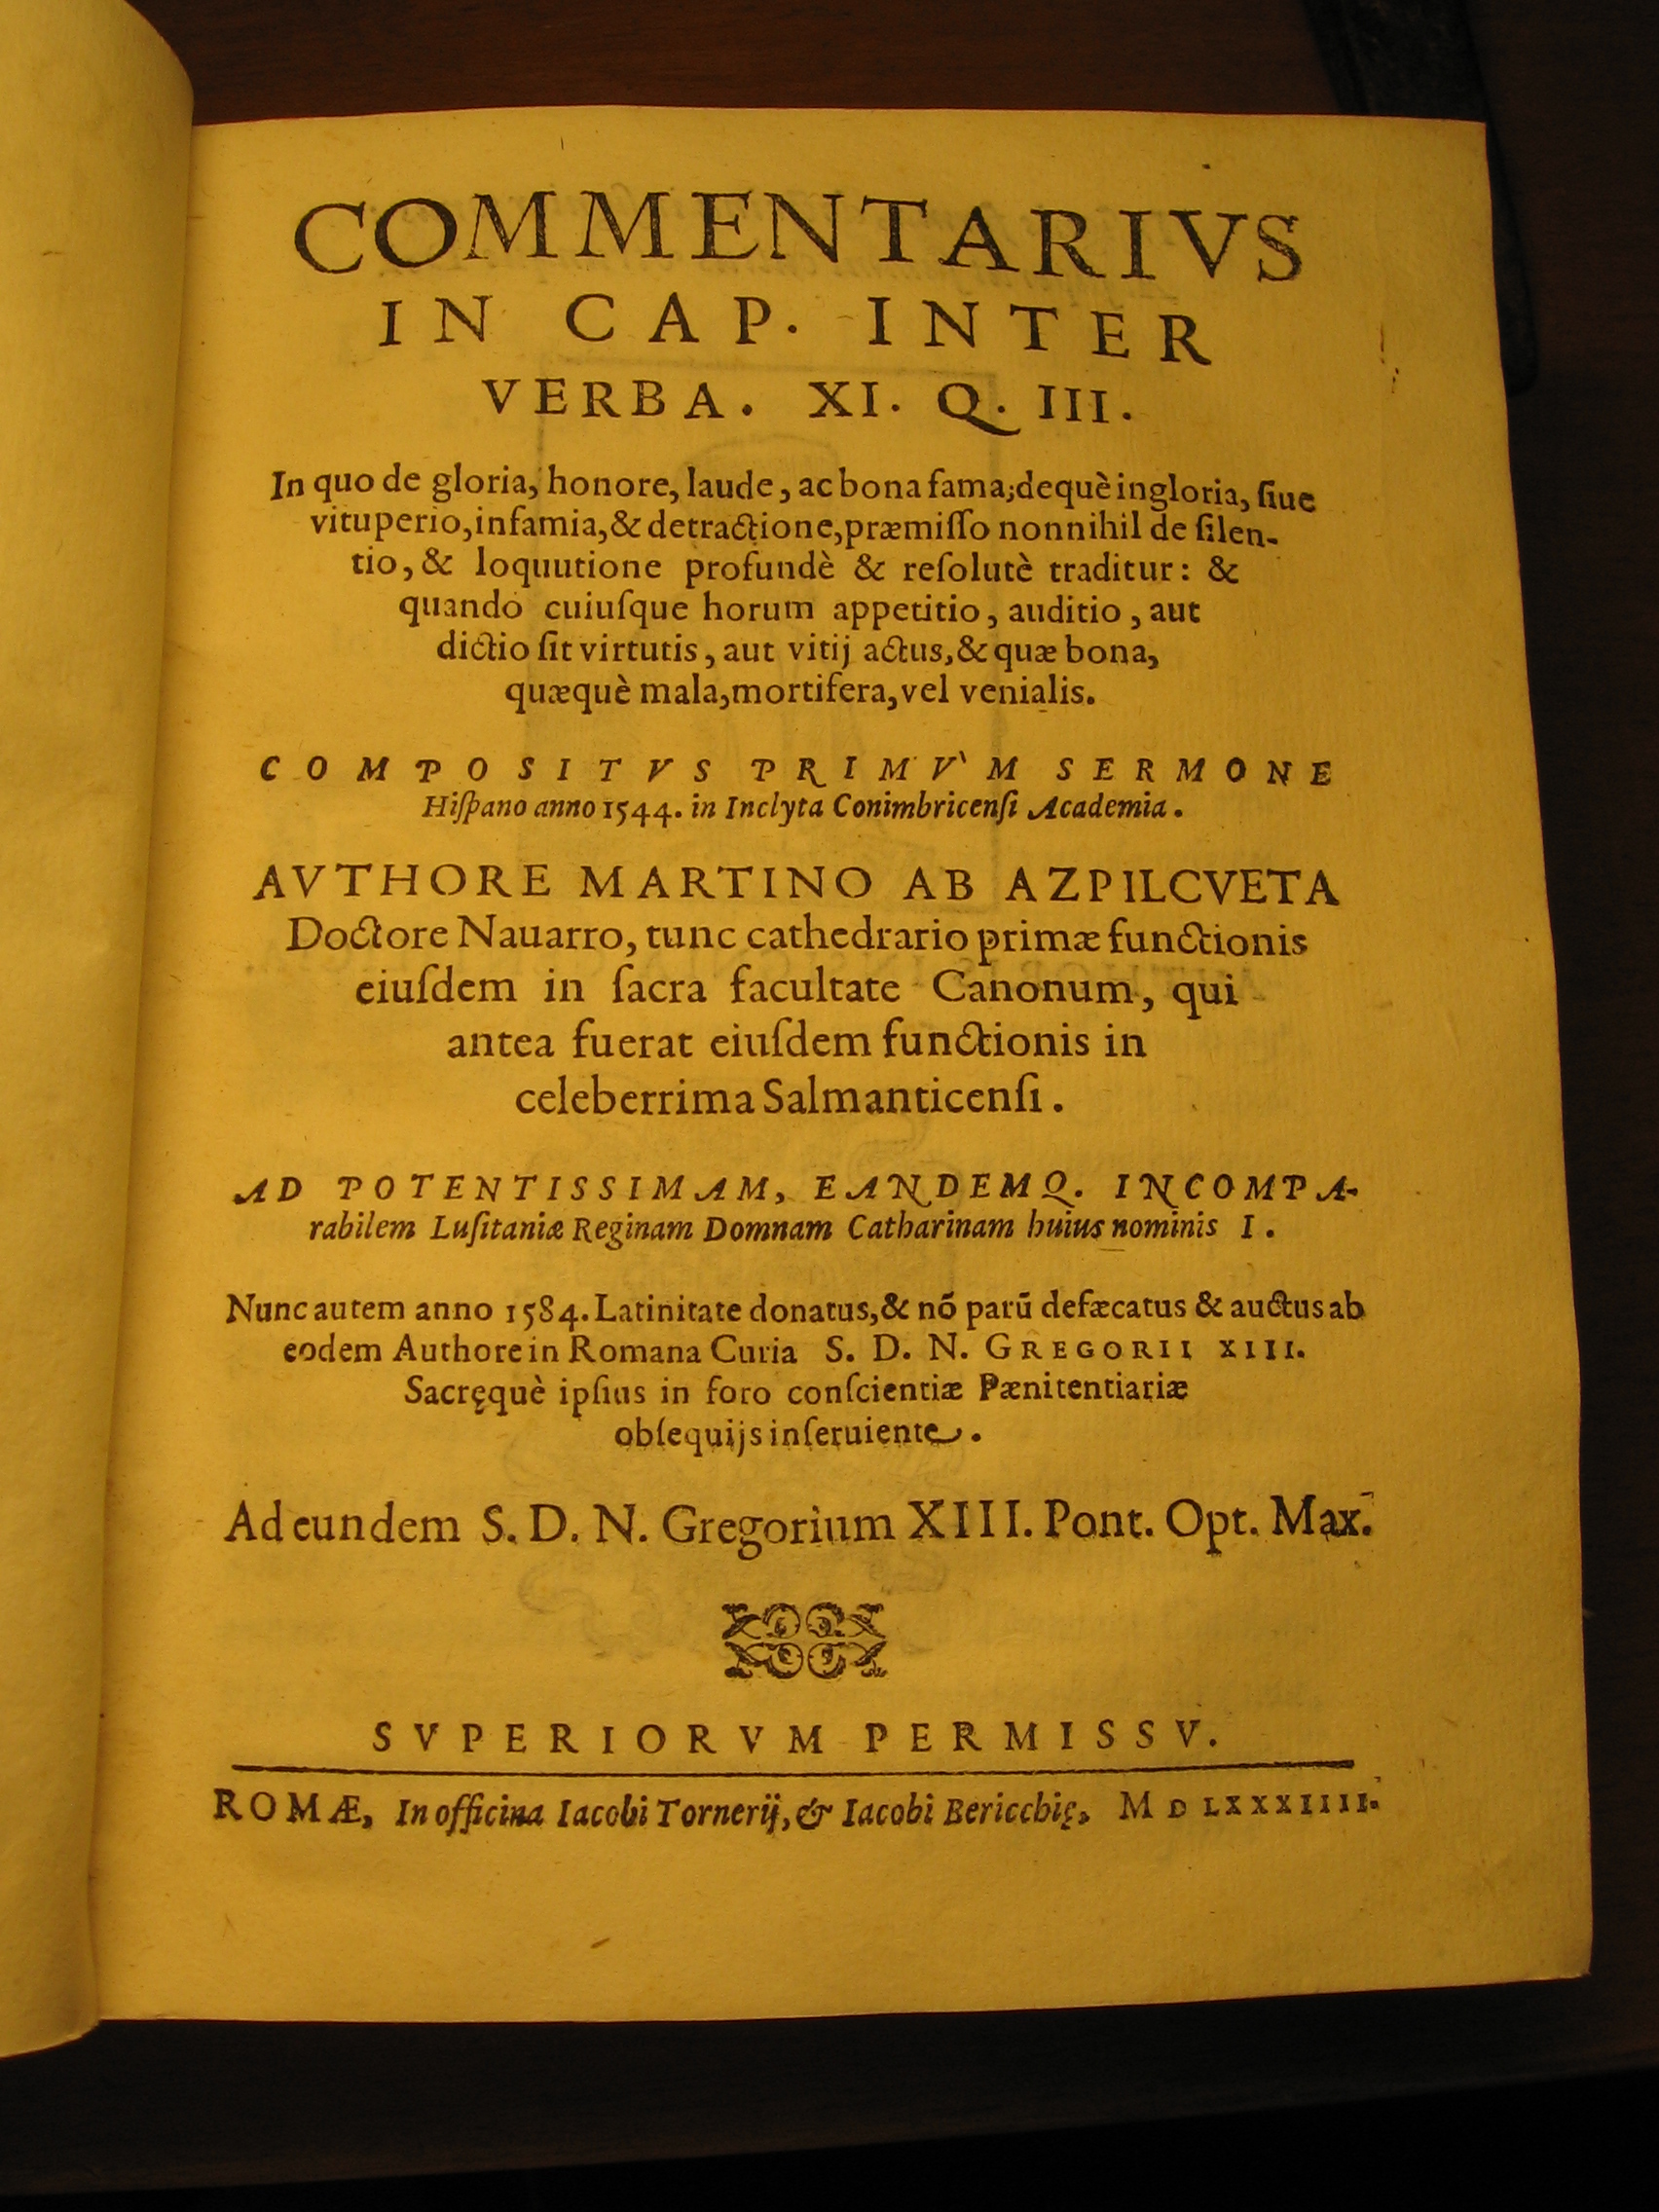 COMMENTARIVS
IN CAP. INTER
VERBA. XI. Q. III.
In quo de gloria, honore, laude, ac bona fama; dequè ingloria, ſiue
vituperio, infamia, & detractione, præmiſſo nonnihil de ſilen-
tio, & loquutione profundè & reſolutè traditur: &
quando cuiuſque horum appetitio, auditio, aut
dictio ſit virtutis, aut vitij actus, & quæ bona,
quæquè mala, mortifera, vel venialis.
COMPOSITVS PRIMV̀M SERMONE
Hiſpano anno 1544. in Inclyta Conimbricenſi Academia.
AVTHORE MARTINO AB AZPILCVETA
Doctore Nauarro, tunc cathedrario primæ functionis
eiuſdem in ſacra facultate Canonum, qui
antea fuerat eiuſdem functionis in
celeberrima Salmanticenſi.
AD POTENTISSIMAM, EANDEMQ. INCOMPA-
rabilem Luſitaniæ Reginam Domnam Catharinam huius nominis I.
Nunc autem anno 1584. Latinitate donatus, & nõ parũ defæcatus & auctus ab
eodem Authore in Romana Curia S. D. N. GREGORII XIII.
Sacręquè ipſius in foro conſcientiæ Pænitentiariæ
obſequijs inſeruiente.
Ad eundem S. D. N. Gregorium XIII. Pont. Opt. Max.
SVPERIORVM PERMISSV.
ROMÆ, In officina Iacobi Tornerij, & Iacobi Bericchię, MDLXXXIIII.